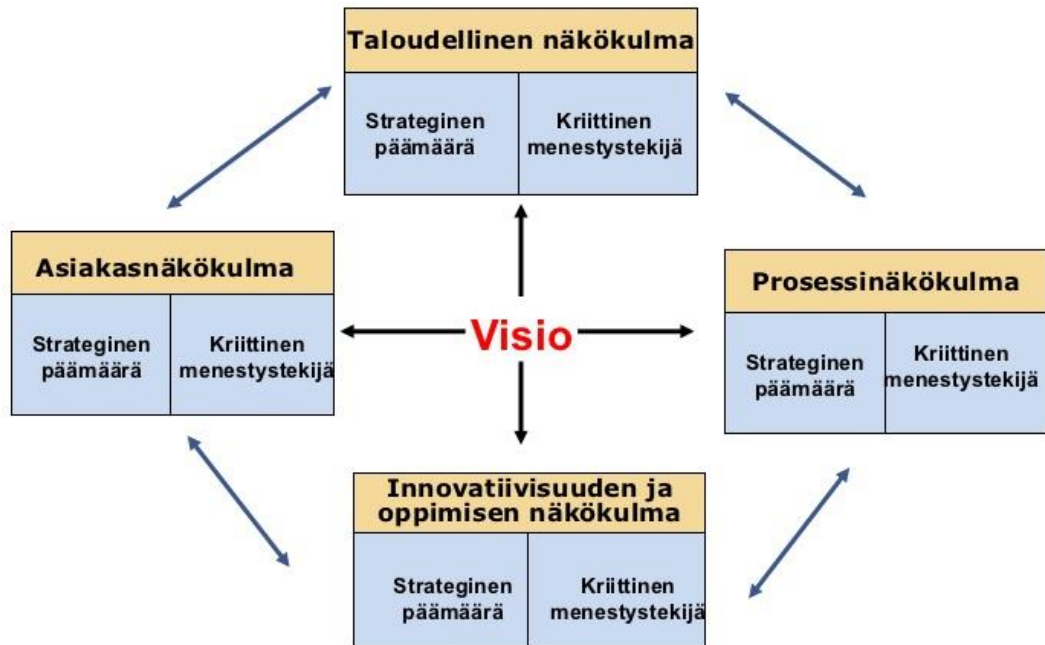 Taloudellinen näkökulma
Strateginen
päämäärä
Kriittinen
menestystekijä
Asiakasnäkökulma
Strateginen
päämäärä
Kriittinen
menestystekijä
Visio
Prosessinäkökulma
Strateginen
päämäärä
Kriittinen
menestystekijä
Innovatiivisuuden ja
oppimisen näkökulma
Strateginen
päämäärä
Kriittinen
menestystekijä